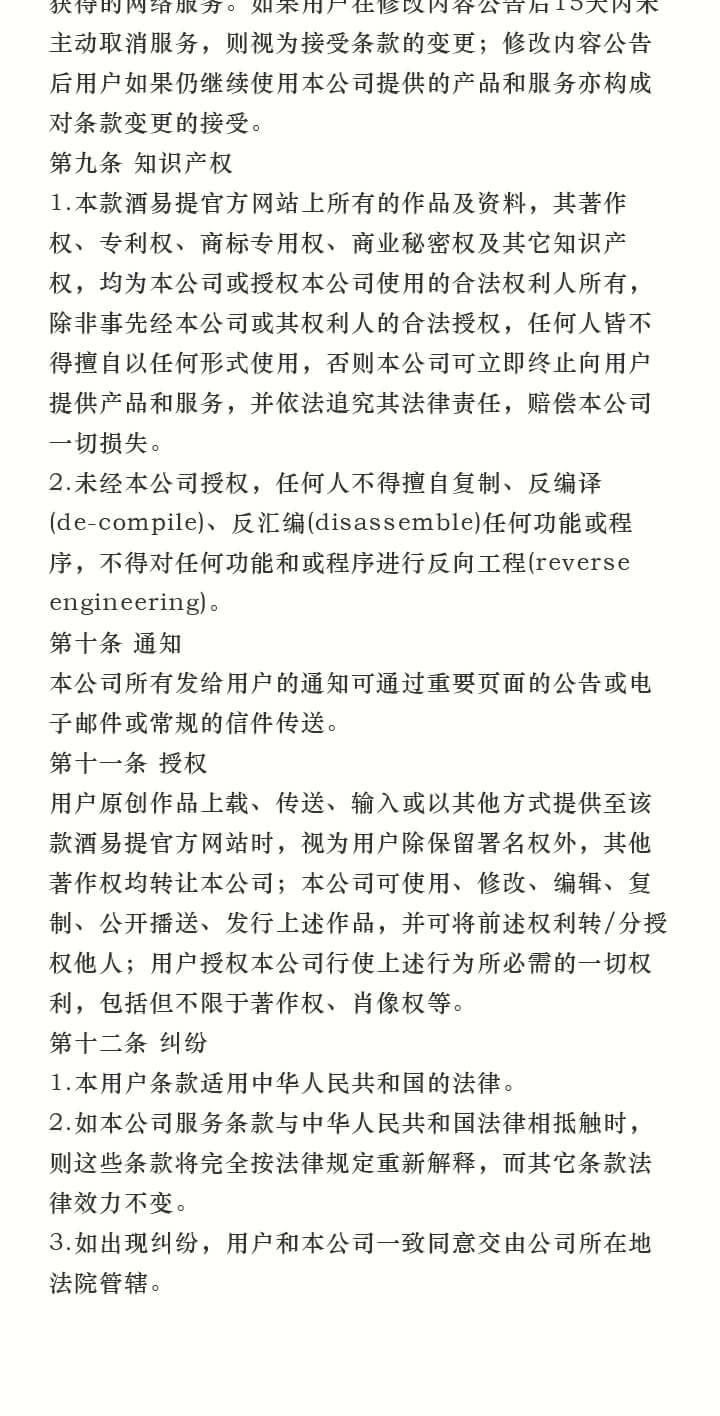 获得的网络服务。如果用户在修改内容公告后15天内未
主动取消服务，则视为接受条款的变更；修改内容公告
后用户如果仍继续使用本公司提供的产品和服务亦构成
对条款变更的接受。
第九条 知识产权
1.本款酒易提官方网站上所有的作品及资料，其著作
权、专利权、商标专用权、商业秘密权及其它知识产
权，均为本公司或授权本公司使用的合法权利人所有，
除非事先经本公司或其权利人的合法授权，任何人皆不
得擅自以任何形式使用，否则本公司可立即终止向用户
提供产品和服务，并依法追究其法律责任，赔偿本公司
一切损失。
2.未经本公司授权，任何人不得擅自复制、反编译
(de-compile)、反汇编(disassemble)任何功能或程
序，不得对任何功能和或程序进行反向工程(reverse
engineering)。
第十条 通知
本公司所有发给用户的通知可通过重要页面的公告或电
子邮件或常规的信件传送。
第十一条 授权
用户原创作品上载、传送、输入或以其他方式提供至该
款酒易提官方网站时，视为用户除保留署名权外，其他
著作权均转让本公司；本公司可使用、修改、编辑、复
制、公开播送、发行上述作品，并可将前述权利转/分授
权他人；用户授权本公司行使上述行为所必需的一切权
利，包括但不限于著作权、肖像权等。
第十二条 纠纷
1.本用户条款适用中华人民共和国的法律。
2.如本公司服务条款与中华人民共和国法律相抵触时，
则这些条款将完全按法律规定重新解释，而其它条款法
律效力不变。
3.如出现纠纷，用户和本公司一致同意交由公司所在地
法院管辖。